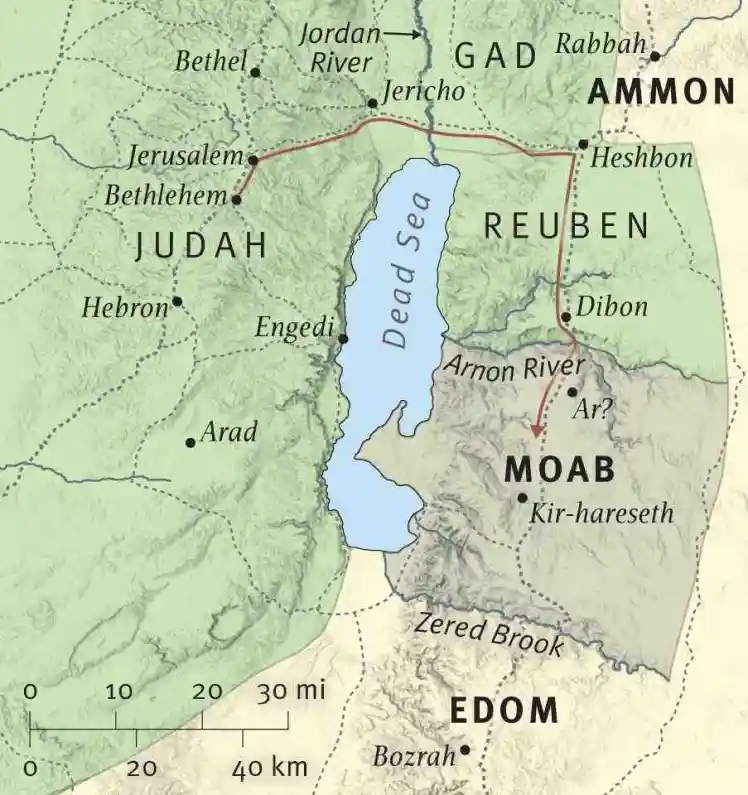 Jordan
River
GAD
Rabbah
Bethel
Jericho
AMMON
Jerusalem
Heshbon
Bethlehem
JUDAH
Dead Sea
REUBEN
Hebron
Engedi
Dibon
Arnon River
Ar?
Arad
MOAB
Kir-hareseth
Zered Brook
0 10 20 30 mi
0 20 40 km
EDOM
Bozrah